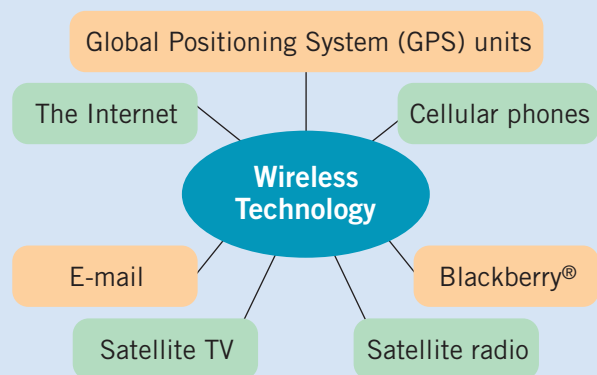 Global Positioning System (GPS) units
The Internet
Cellular phones
Wireless
Technology
E-mail
Blackberry®
Satellite TV
Satellite radio